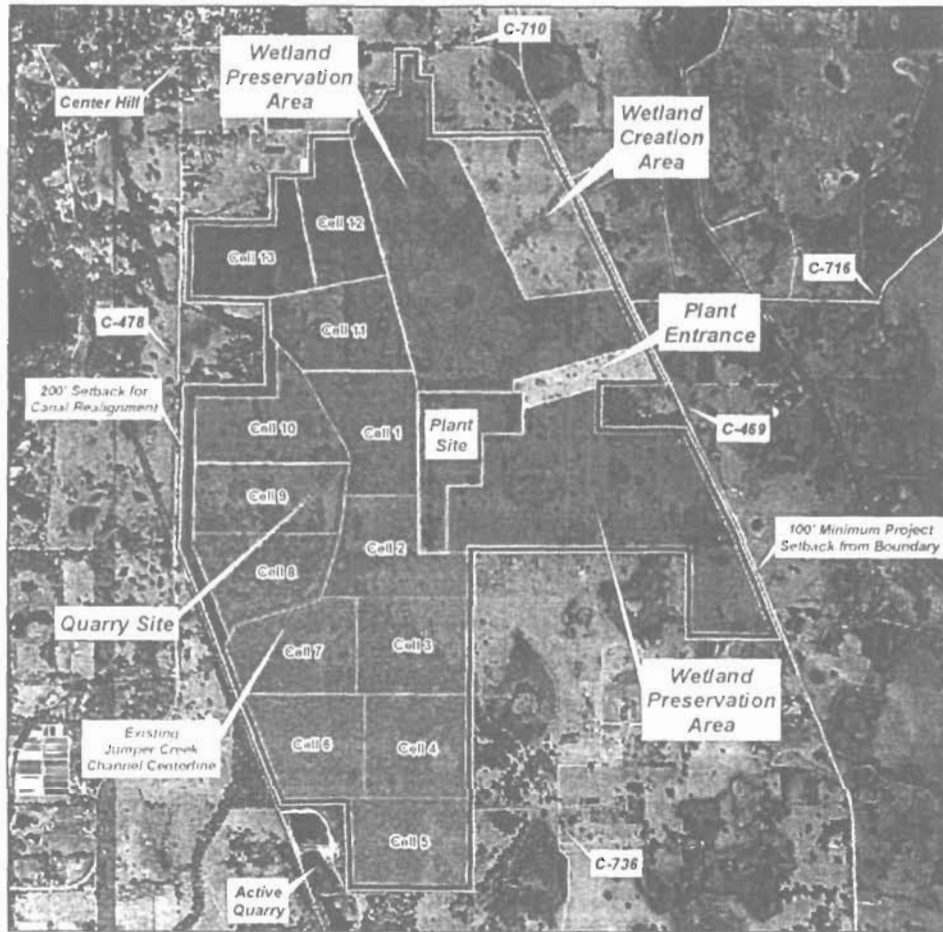 C-710
Wetland
Preservation
Area
Center Hill
Wetland
Creation
Area
Cell 12
Cell 13
C-716
Cell 11
C-478
Plant
Entrance
200' Setback for
Canal Realignment
Cell 10
Cell 1
Plant
Site
C-469
Cell 9
100' Minimum Project
Setback from Boundary
Cell 2
Cell 8
Quarry Site
Cell 7
Cell 3
Wetland
Preservation
Area
Existing
Jumper Creek
Channel Centerline
Cell 6
Cell 4
Cell 5
C-736
Active
Quarry